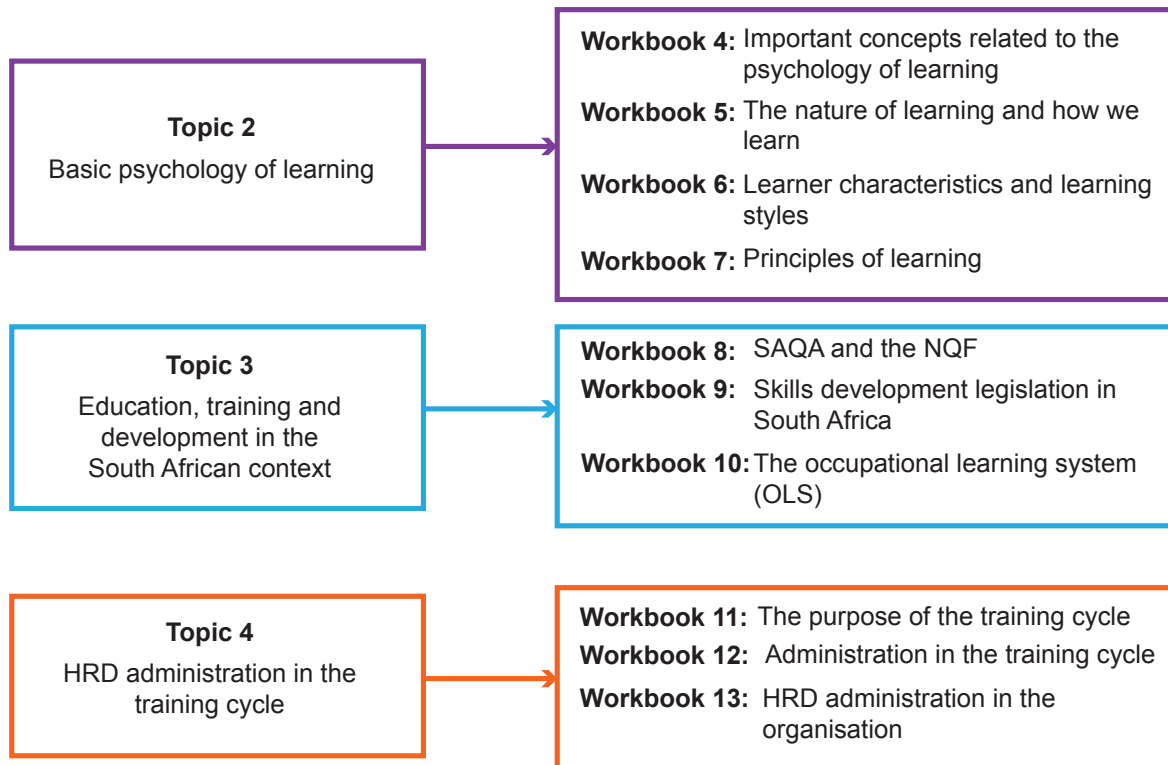 Topic 2
Basic psychology of learning
Workbook 4: Important concepts related to the
psychology of learning
Workbook 5: The nature of learning and how we
learn
Workbook 6: Learner characteristics and learning
styles
Workbook 7: Principles of learning
Topic 3
Education, training and
development in the
South African context
Workbook 8: SAQA and the NQF
Workbook 9: Skills development legislation in
South Africa
Workbook 10: The occupational learning system
(OLS)
Topic 4
HRD administration in the
training cycle
Workbook 11: The purpose of the training cycle
Workbook 12: Administration in the training cycle
Workbook 13: HRD administration in the
organisation